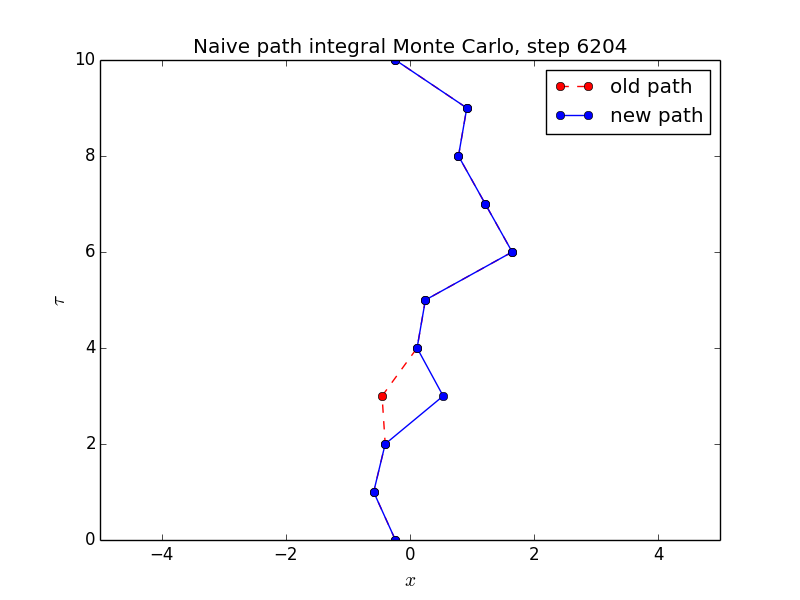 Naive path integral Monte Carlo, step 6204
old path
new path
10
8
6
4
2
0
τ
−4 −2 0 2 4
x